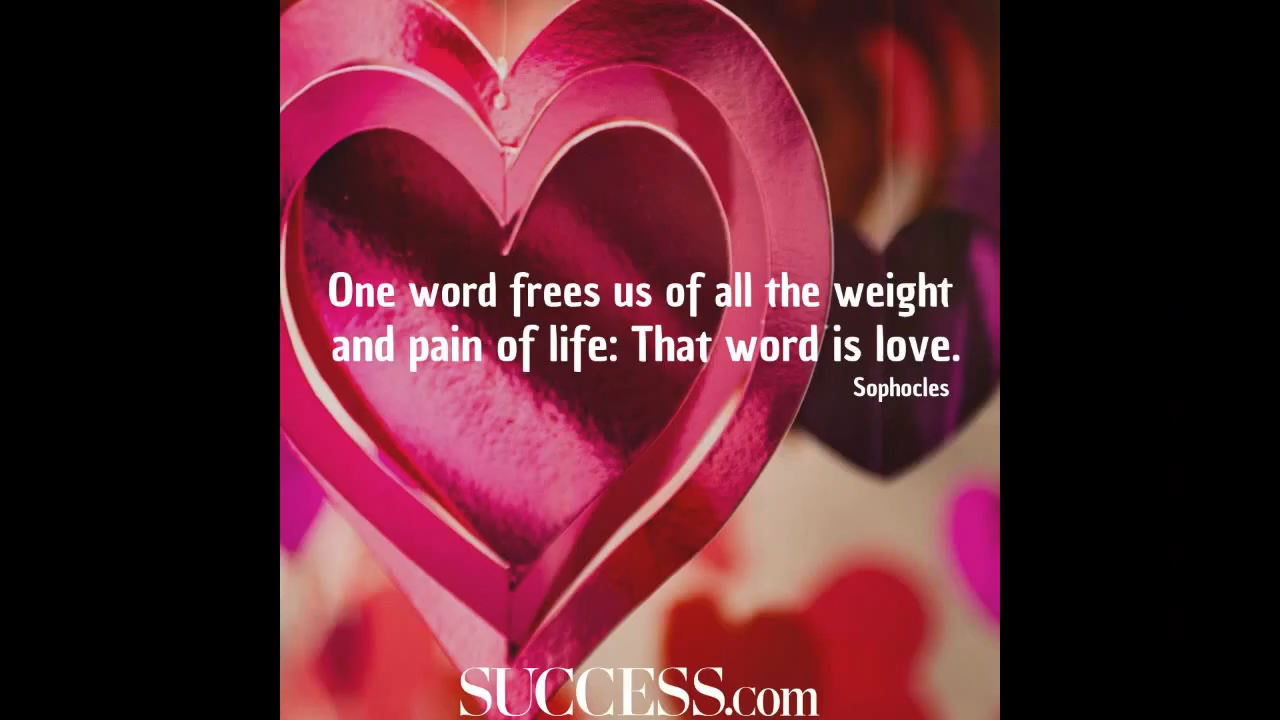 One word frees us of all the weight
and pain of life: That word is love.
Sophocles
SUCCESS.com